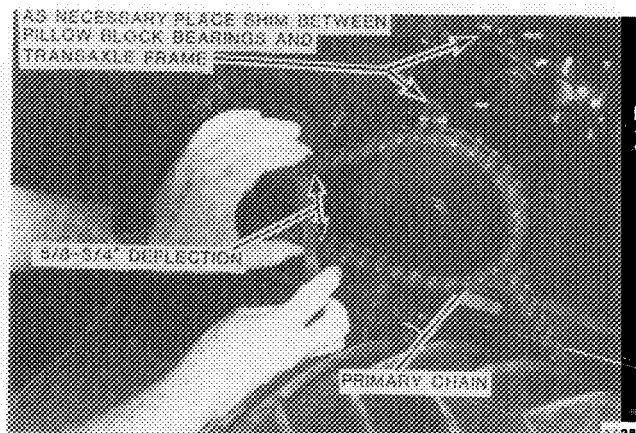 AS NECESSARY PLACE SHIM BETWEEN
PILLOW BLOCK BEARINGS AND
TRANSAXLE FRAME
5/8-3/4" DEFLECTION
PRIMARY CHAIN